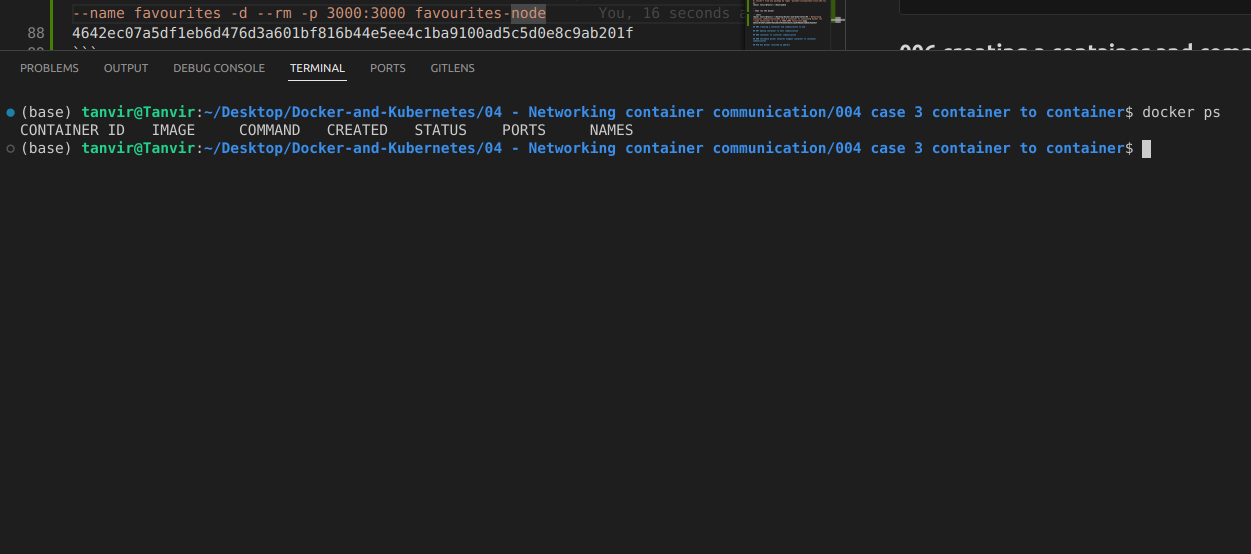 --name favourites -d --rm -p 3000:3000 favourites-node You, 16 seconds a
88 4642ec07a5df1eb6d476d3a601bf816b44e5ee4c1ba9100ad5c5d0e8c9ab201f
89 ```
006 creating a container and com
PROBLEMS OUTPUT DEBUG CONSOLE TERMINAL PORTS GITLENS
(base) tanvir@Tanvir:~/Desktop/Docker-and-Kubernetes/04 - Networking container communication/004 case 3 container to container$ docker ps
CONTAINER ID IMAGE COMMAND CREATED STATUS PORTS NAMES
(base) tanvir@Tanvir:~/Desktop/Docker-and-Kubernetes/04 - Networking container communication/004 case 3 container to container$